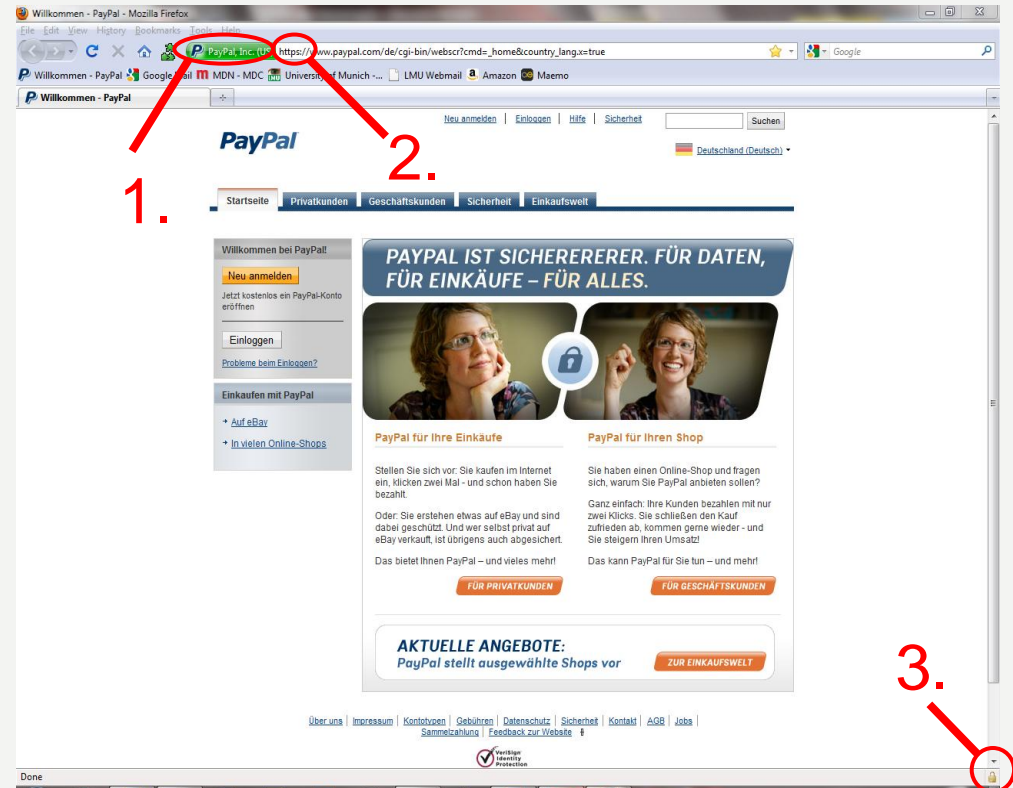 Willkommen - PayPal - Mozilla Firefox
File Edit View History Bookmarks Tools Help
PayPal, Inc. (US) https://www.paypal.com/de/cgi-bin/webscr?cmd=_home&country_lang.x=true
Google
Willkommen - PayPal Google Mail MDN - MDC University of Munich -... LMU Webmail Amazon Maemo
Willkommen - PayPal
Neu anmelden | Einloggen | Hilfe | Sicherheit Suchen
PayPal
Deutschland (Deutsch)
1.
2.
Startseite Privatkunden Geschäftskunden Sicherheit Einkaufswelt
Willkommen bei PayPal!
Neu anmelden
Jetzt kostenlos ein PayPal-Konto
eröffnen
Einloggen
Probleme beim Einloggen?
Einkaufen mit PayPal
Auf eBay
In vielen Online-Shops
PAYPAL IST SICHERERERER. FÜR DATEN,
FÜR EINKÄUFE – FÜR ALLES.
PayPal für Ihre Einkäufe
Stellen Sie sich vor: Sie kaufen im Internet
ein, klicken zwei Mal - und schon haben Sie
bezahlt.
Oder: Sie erstehen etwas auf eBay und sind
dabei geschützt. Und wer selbst privat auf
eBay verkauft, ist übrigens auch abgesichert.
Das bietet Ihnen PayPal – und vieles mehr!
FÜR PRIVATKUNDEN
PayPal für Ihren Shop
Sie haben einen Online-Shop und fragen
sich, warum Sie PayPal anbieten sollen?
Ganz einfach: Ihre Kunden bezahlen mit nur
zwei Klicks. Sie schließen den Kauf
zufrieden ab, kommen gerne wieder - und
Sie steigern Ihren Umsatz!
Das kann PayPal für Sie tun – und mehr!
FÜR GESCHÄFTSKUNDEN
AKTUELLE ANGEBOTE:
PayPal stellt ausgewählte Shops vor
ZUR EINKAUFSWELT
3.
Über uns | Impressum | Kontotypen | Gebühren | Datenschutz | Sicherheit | Kontakt | AGB | Jobs |
Sammelzahlung | Feedback zur Website
VeriSign
Identity
Protection
Done